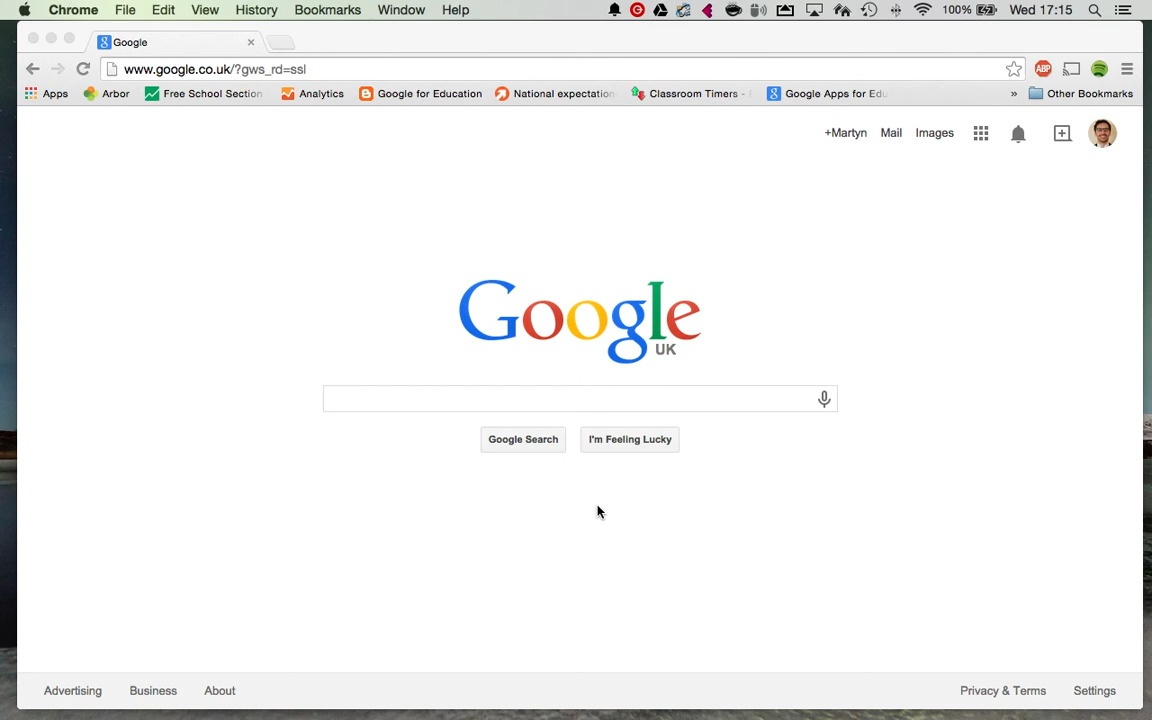 Chrome File Edit View History Bookmarks Window Help 100% Wed 17:15
Google
www.google.co.uk/?gws_rd=ssl
Apps Arbor Free School Section Analytics Google for Education National expectation Classroom Timers - Google Apps for Edu » Other Bookmarks
+Martyn Mail Images
Google
UK
Google Search I'm Feeling Lucky
Advertising Business About Privacy & Terms Settings